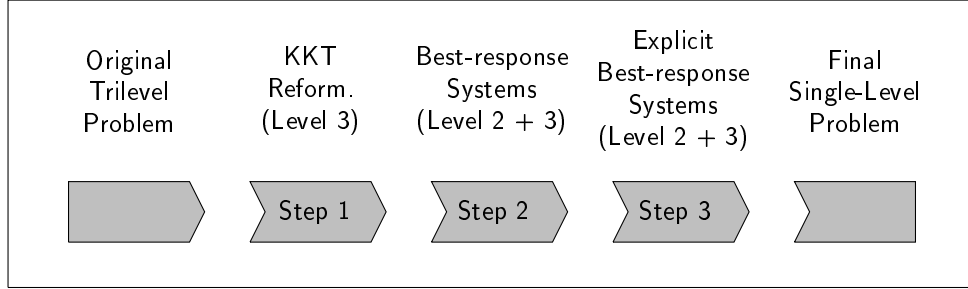 Original
Trilevel
Problem
KKT
Reform.
(Level 3)
Best-response
Systems
(Level 2 + 3)
Explicit
Best-response
Systems
(Level 2 + 3)
Final
Single-Level
Problem
Step 1
Step 2
Step 3